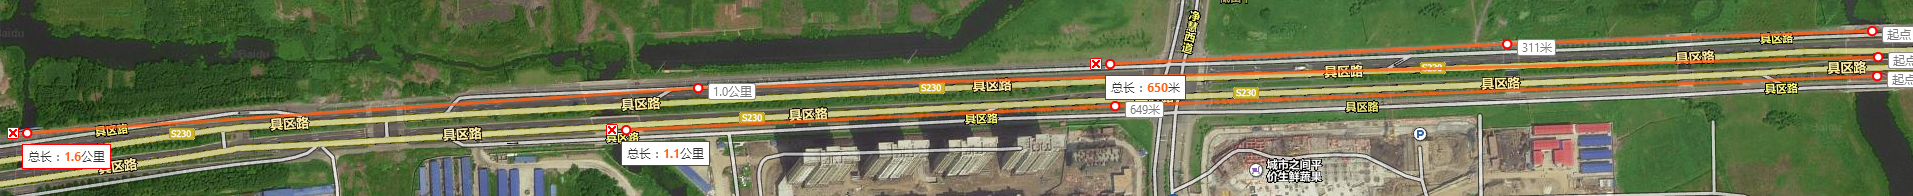 Baidu
Baidu
净慧西道
起点
311米
具区路
具区路
具区路
起点
S230
具区路
起点
1.0公里
S230
具区路
总长：650米
S230
具区路
具区路
649米
具区路
具区路
S230
具区路
具区路
具区路
具区路
S230
具区路
具区路
总长：1.6公里
具区路
总长：1.1公里
P
城市之间平
价生鲜蔬果